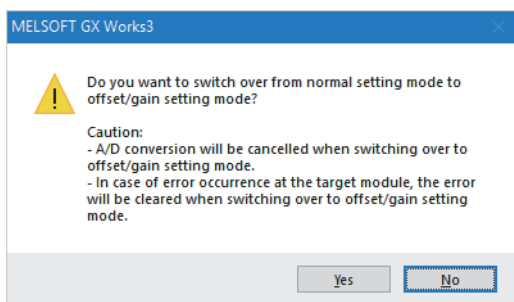 MELSOFT GX Works3
Do you want to switch over from normal setting mode to
offset/gain setting mode?
Caution:
- A/D conversion will be cancelled when switching over to
offset/gain setting mode.
- In case of error occurrence at the target module, the error
will be cleared when switching over to offset/gain setting
mode.
Yes
No